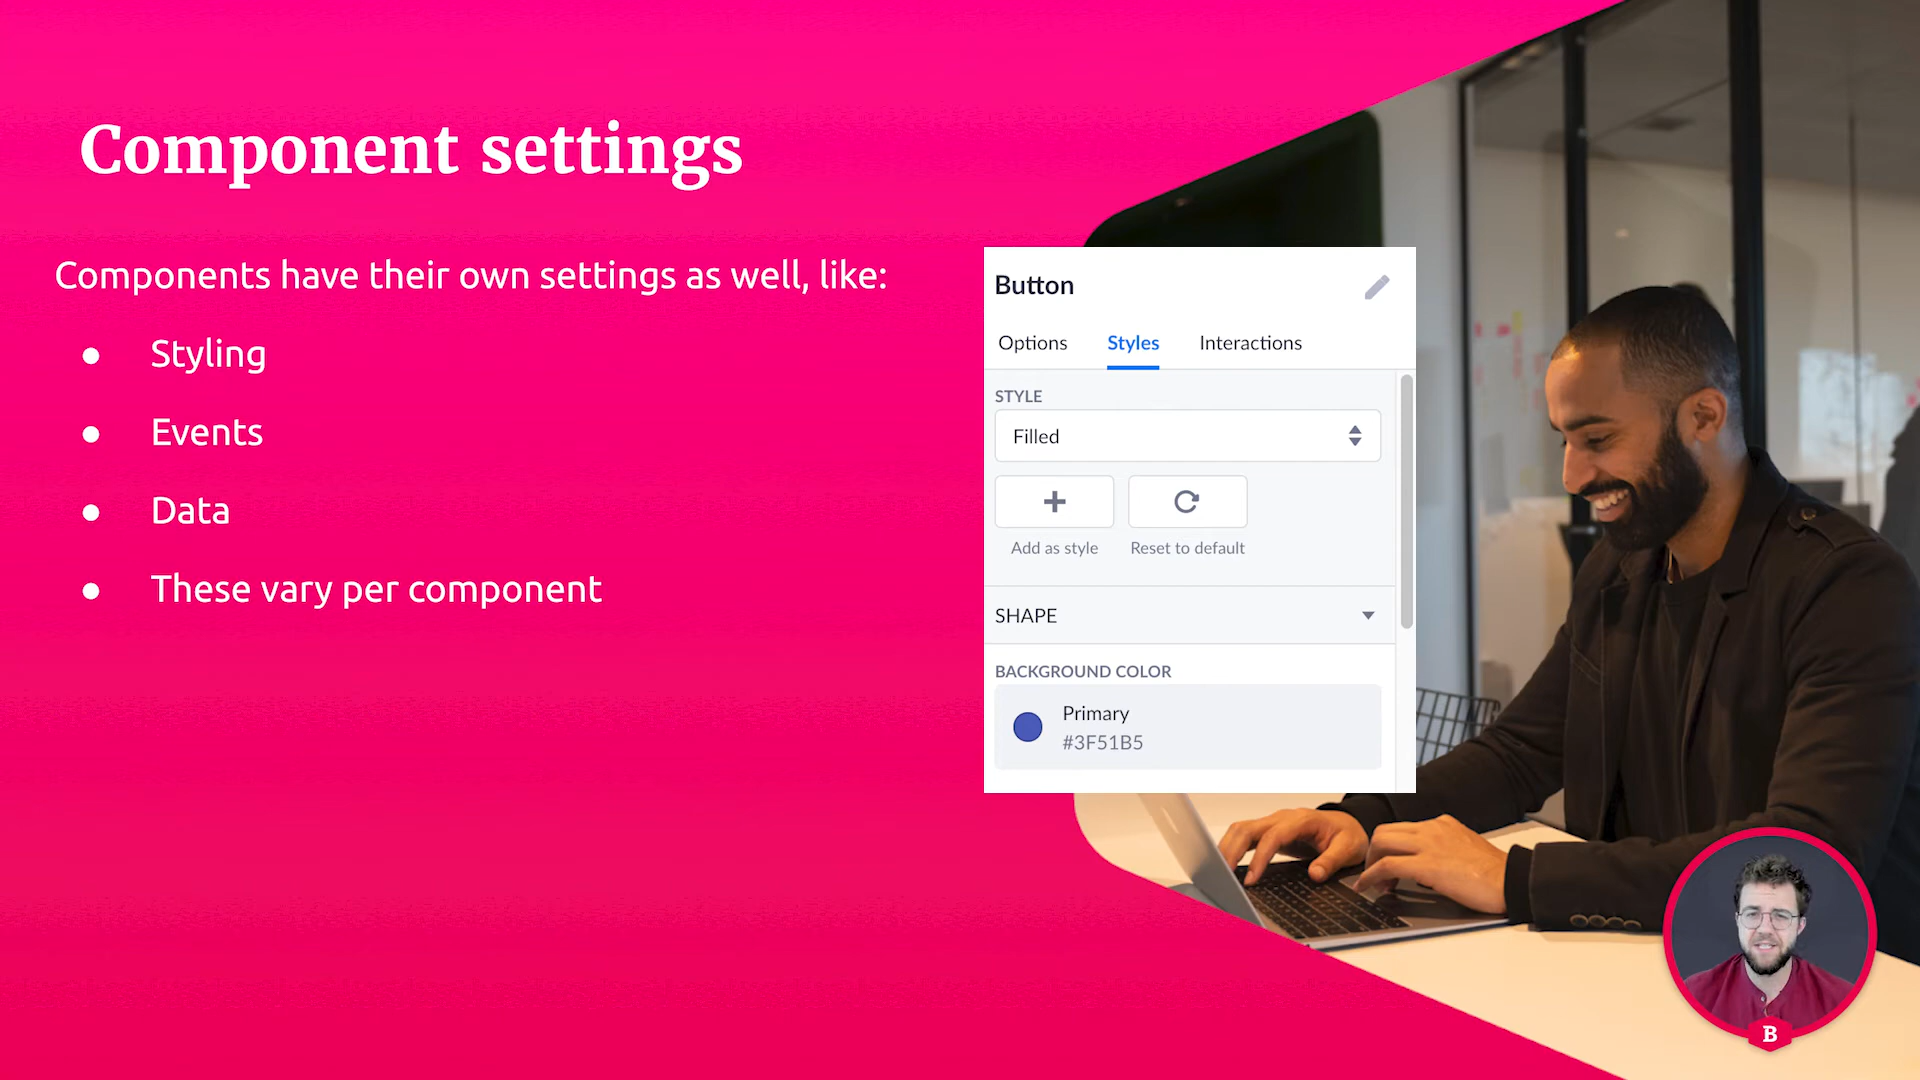 Component settings
Components have their own settings as well, like:
● Styling
● Events
● Data
● These vary per component
Button
Options Styles Interactions
STYLE
Filled
Add as style Reset to default
SHAPE
BACKGROUND COLOR
Primary
#3F51B5
B